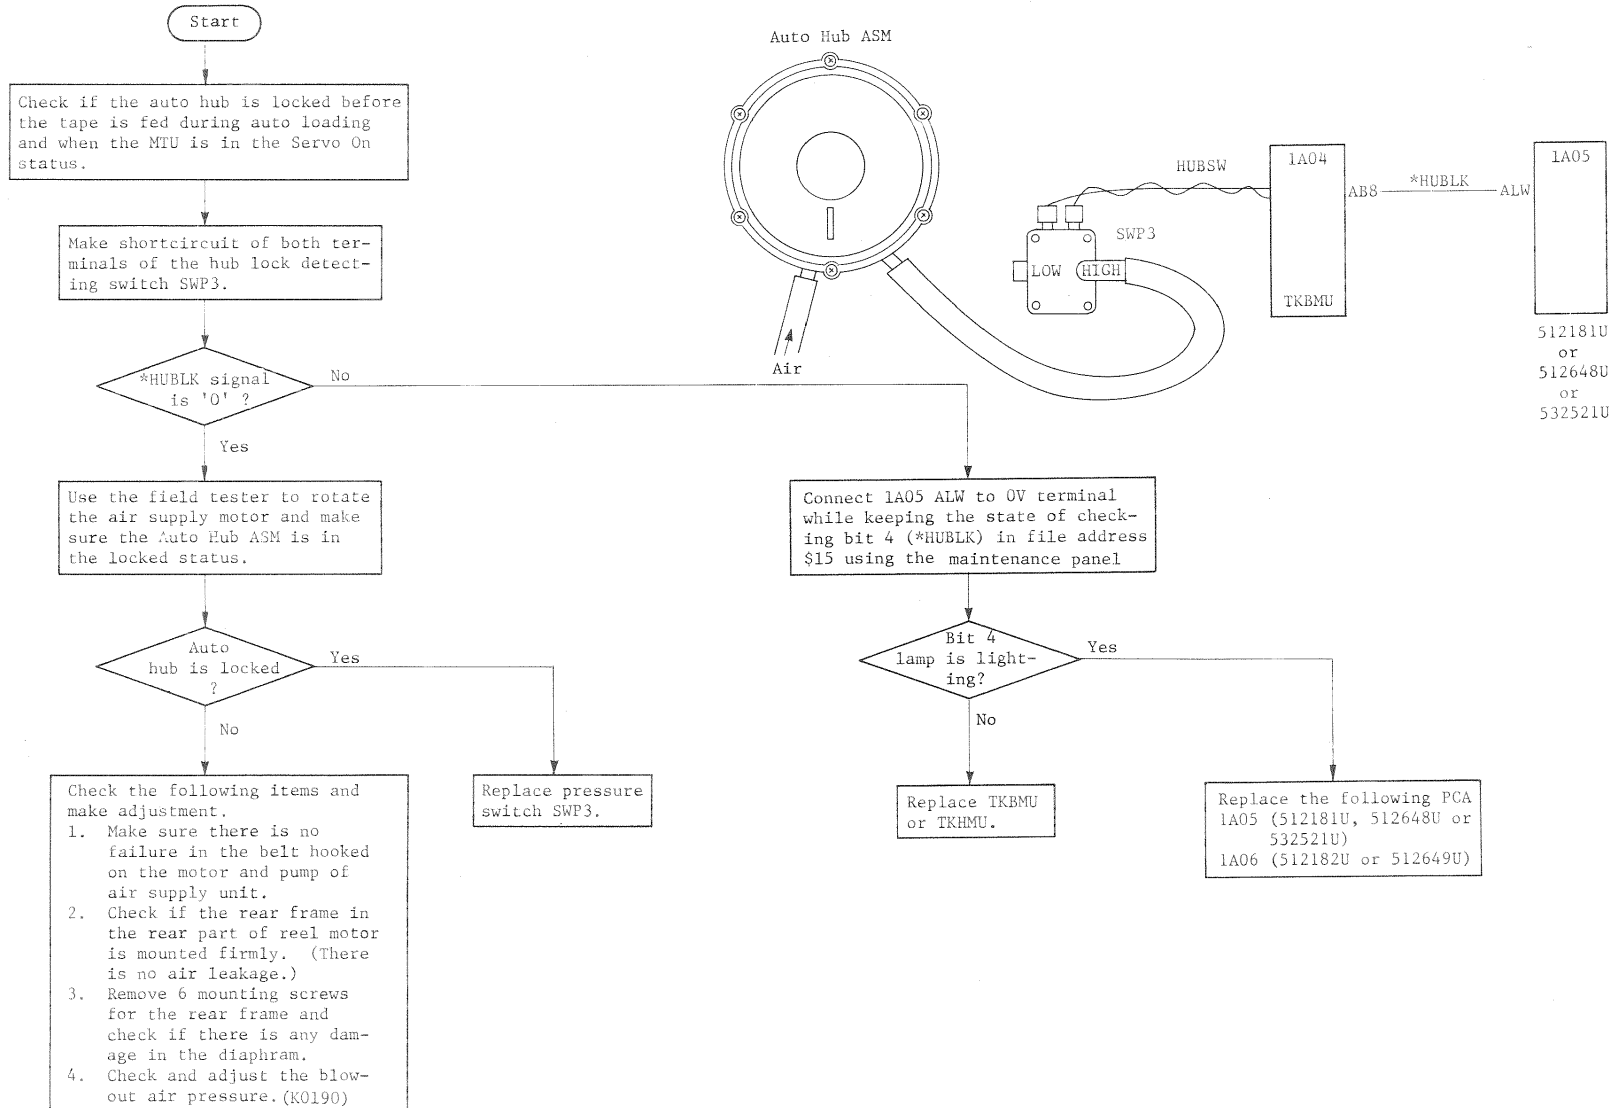 Start
Check if the auto hub is locked before
the tape is fed during auto loading
and when the MTU is in the Servo On
status.
Make shortcircuit of both ter-
minals of the hub lock detect-
ing switch SWP3.
*HUBLK signal
is '0' ?
No
Yes
Use the field tester to rotate
the air supply motor and make
sure the Auto Hub ASM is in
the locked status.
Auto
hub is locked
?
Yes
No
Check the following items and
make adjustment.
1. Make sure there is no
failure in the belt hooked
on the motor and pump of
air supply unit.
2. Check if the rear frame in
the rear part of reel motor
is mounted firmly. (There
is no air leakage.)
3. Remove 6 mounting screws
for the rear frame and
check if there is any dam-
age in the diaphram.
4. Check and adjust the blow-
out air pressure. (K0190)
Replace pressure
switch SWP3.
Connect 1A05 ALW to 0V terminal
while keeping the state of check-
ing bit 4 (*HUBLK) in file address
$15 using the maintenance panel
Bit 4
lamp is light-
ing?
Yes
No
Replace TKBMU
or TKHMU.
Replace the following PCA
1A05 (512181U, 512648U or
532521U)
1A06 (512182U or 512649U)
Auto Hub ASM
Air
HUBSW
SWP3
LOW
HIGH
1A04
TKBMU
AB8
*HUBLK
ALW
1A05
512181U
or
512648U
or
532521U